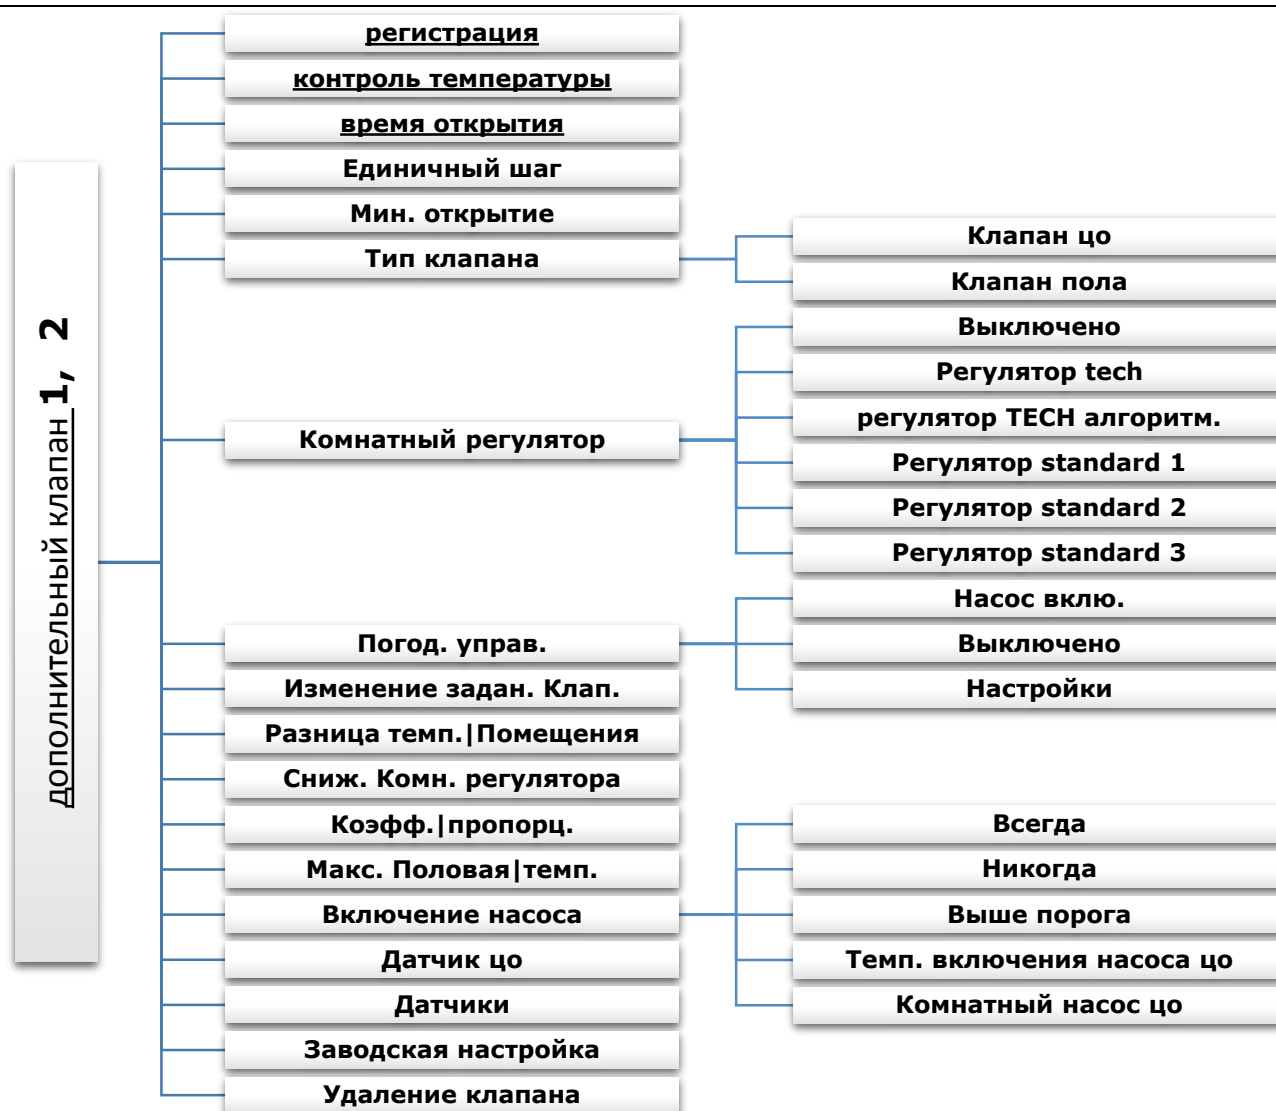 дополнительный клапан 1, 2
регистрация
контроль температуры
время открытия
Единичный шаг
Мин. открытие
Тип клапана
Клапан цо
Клапан пола
Комнатный регулятор
Выключено
Регулятор tech
регулятор TECH алгоритм.
Регулятор standard 1
Регулятор standard 2
Регулятор standard 3
Погод. управ.
Насос вклю.
Выключено
Настройки
Изменение задан. Клап.
Разница темп.|Помещения
Сниж. Комн. регулятора
Коэфф.|пропорц.
Макс. Половая|темп.
Включение насоса
Всегда
Никогда
Выше порога
Темп. включения насоса цо
Комнатный насос цо
Датчик цо
Датчики
Заводская настройка
Удаление клапана